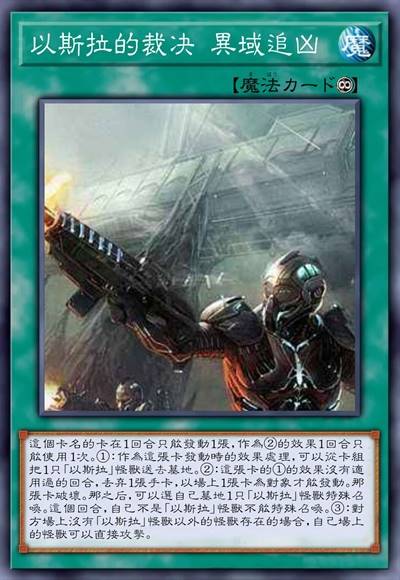 以斯拉的裁决 異域追凶
魔
【魔法カード♾】
這個卡名的卡在1回合只能發動1張，作為②的效果1回合只
能使用1次。①：作為這張卡發動時的效果處理，可以從卡組
把1只「以斯拉」怪獸送去墓地。②：這張卡的①的效果沒有適
用過的回合，去弃1張手卡，以場上1張卡為對象才能發動。那
張卡破壞。那之后，可以選自己墓地1只「以斯拉」怪獸特殊召
喚。這個回合，自己不是「以斯拉」怪獸不能特殊召喚。③：對
方場上沒有「以斯拉」怪獸以外的怪獸存在的場合，自己場上
的怪獸可以直接攻擊。